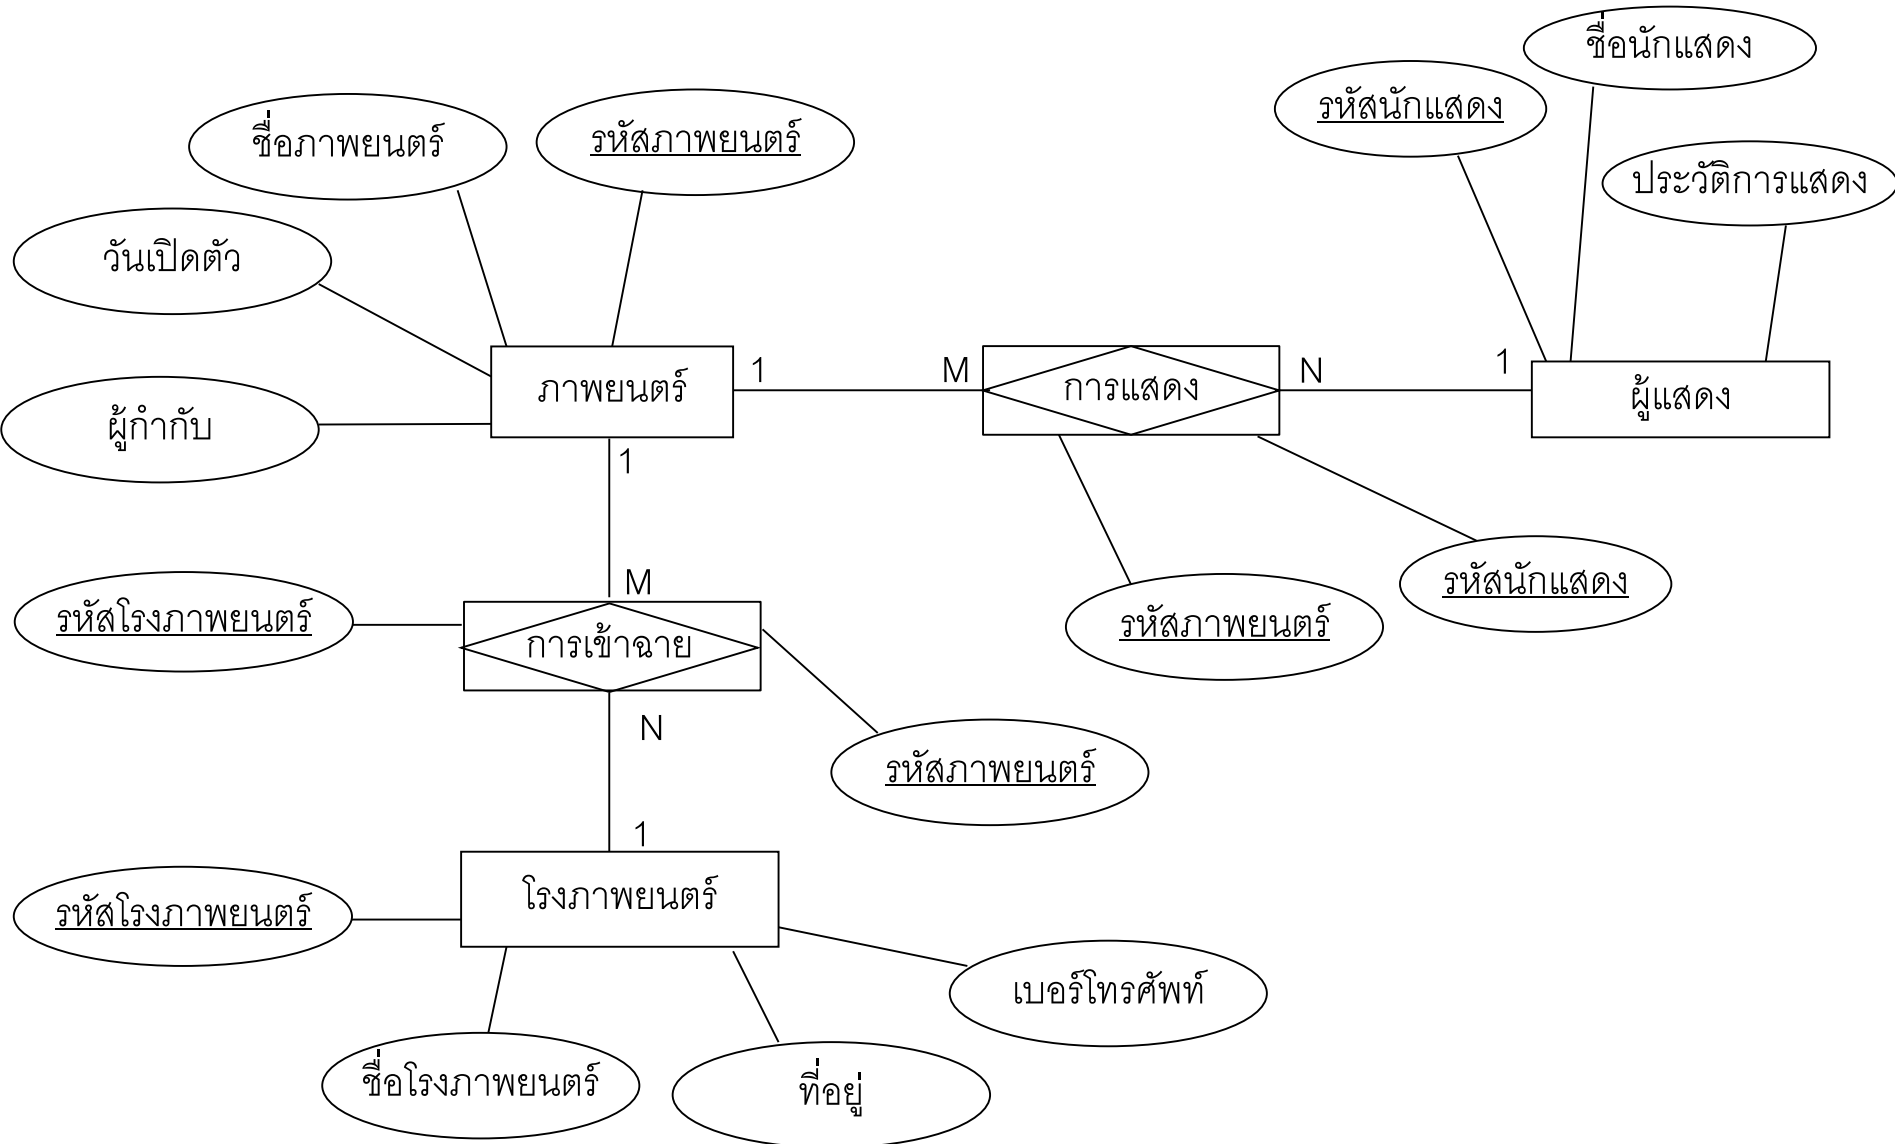 ชื่อนักแสดง
รหัสนักแสดง
ชื่อภาพยนตร์
รหัสภาพยนตร์
ประวัติการแสดง
วันเปิดตัว
ภาพยนตร์
1
M
การแสดง
N
1
ผู้แสดง
ผู้กำกับ
1
M
รหัสนักแสดง
รหัสโรงภาพยนตร์
รหัสภาพยนตร์
การเข้าฉาย
N
รหัสภาพยนตร์
1
โรงภาพยนตร์
รหัสโรงภาพยนตร์
เบอร์โทรศัพท์
ชื่อโรงภาพยนตร์
ที่อยู่